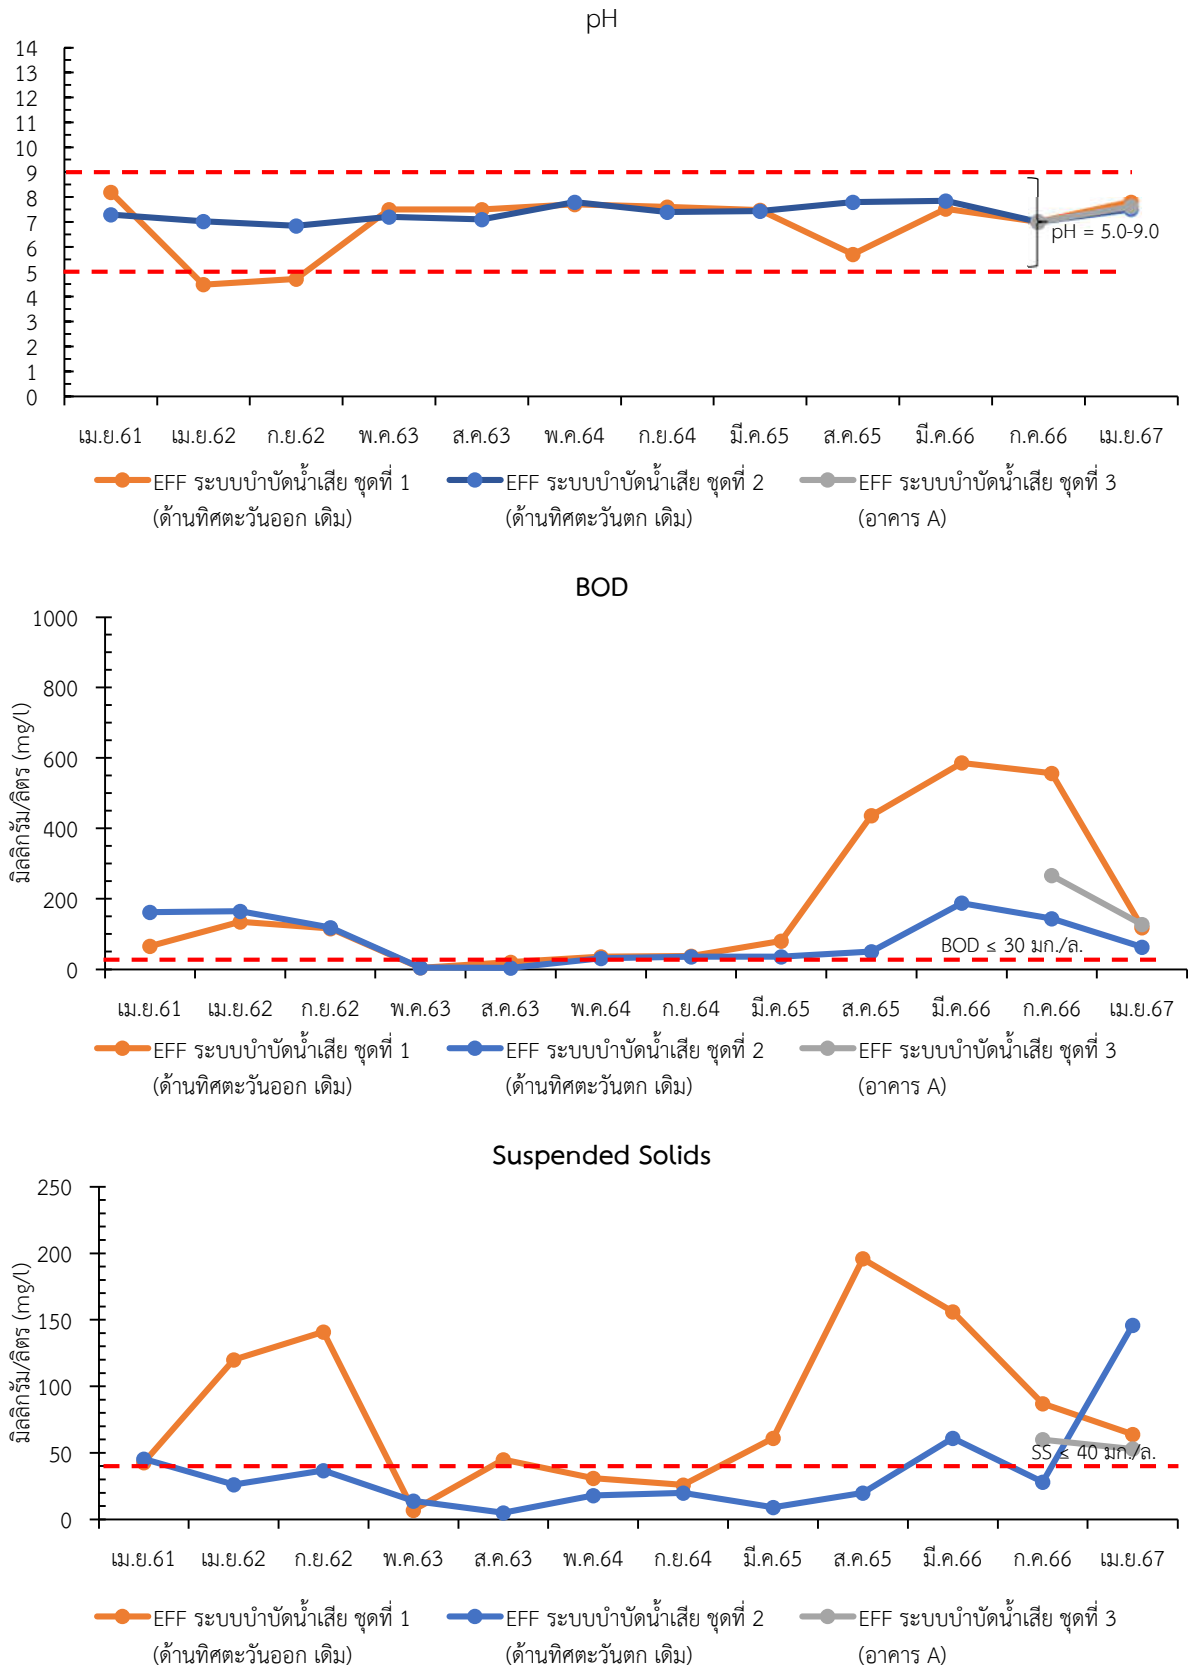 pH
14
13
12
11
10
9
8
7
6
5
4
3
2
1
0
pH = 5.0-9.0
เม.ย.61 เม.ย.62 ก.ย.62 พ.ค.63 ส.ค.63 พ.ค.64 ก.ย.64 มี.ค.65 ส.ค.65 มี.ค.66 ก.ค.66 เม.ย.67
EFF ระบบบำบัดน้ำเสีย ชุดที่ 1 EFF ระบบบำบัดน้ำเสีย ชุดที่ 2 EFF ระบบบำบัดน้ำเสีย ชุดที่ 3
(ด้านทิศตะวันออก เดิม) (ด้านทิศตะวันตก เดิม) (อาคาร A)
BOD
มิลลิกรัม/ลิตร (mg/l)
1000
800
600
400
200
0
BOD ≤ 30 มก./ล.
เม.ย.61 เม.ย.62 ก.ย.62 พ.ค.63 ส.ค.63 พ.ค.64 ก.ย.64 มี.ค.65 ส.ค.65 มี.ค.66 ก.ค.66 เม.ย.67
EFF ระบบบำบัดน้ำเสีย ชุดที่ 1 EFF ระบบบำบัดน้ำเสีย ชุดที่ 2 EFF ระบบบำบัดน้ำเสีย ชุดที่ 3
(ด้านทิศตะวันออก เดิม) (ด้านทิศตะวันตก เดิม) (อาคาร A)
Suspended Solids
มิลลิกรัม/ลิตร (mg/l)
250
200
150
100
50
0
SS ≤ 40 มก./ล.
เม.ย.61 เม.ย.62 ก.ย.62 พ.ค.63 ส.ค.63 พ.ค.64 ก.ย.64 มี.ค.65 ส.ค.65 มี.ค.66 ก.ค.66 เม.ย.67
EFF ระบบบำบัดน้ำเสีย ชุดที่ 1 EFF ระบบบำบัดน้ำเสีย ชุดที่ 2 EFF ระบบบำบัดน้ำเสีย ชุดที่ 3
(ด้านทิศตะวันออก เดิม) (ด้านทิศตะวันตก เดิม) (อาคาร A)